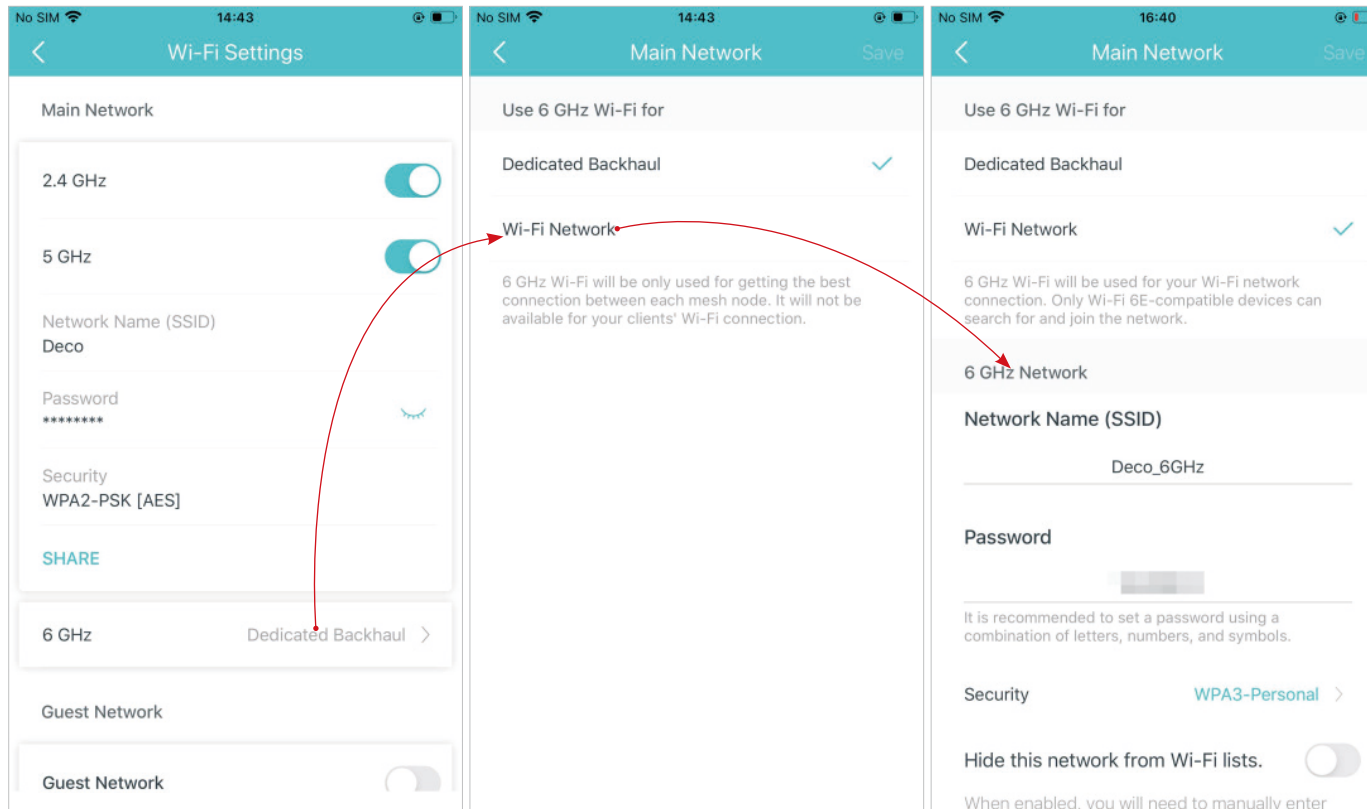 No SIM 14:43
Wi-Fi Settings
Main Network
2.4 GHz
5 GHz
Network Name (SSID)
Deco
Password
********
Security
WPA2-PSK [AES]
SHARE
6 GHz Dedicated Backhaul
Guest Network
Guest Network
No SIM 14:43
Main Network Save
Use 6 GHz Wi-Fi for
Dedicated Backhaul
Wi-Fi Network
6 GHz Wi-Fi will be only used for getting the best
connection between each mesh node. It will not be
available for your clients' Wi-Fi connection.
No SIM 16:40
Main Network Save
Use 6 GHz Wi-Fi for
Dedicated Backhaul
Wi-Fi Network
6 GHz Wi-Fi will be used for your Wi-Fi network
connection. Only Wi-Fi 6E-compatible devices can
search for and join the network.
6 GHz Network
Network Name (SSID)
Deco_6GHz
Password
It is recommended to set a password using a
combination of letters, numbers, and symbols.
Security WPA3-Personal
Hide this network from Wi-Fi lists.
When enabled, you will need to manually enter